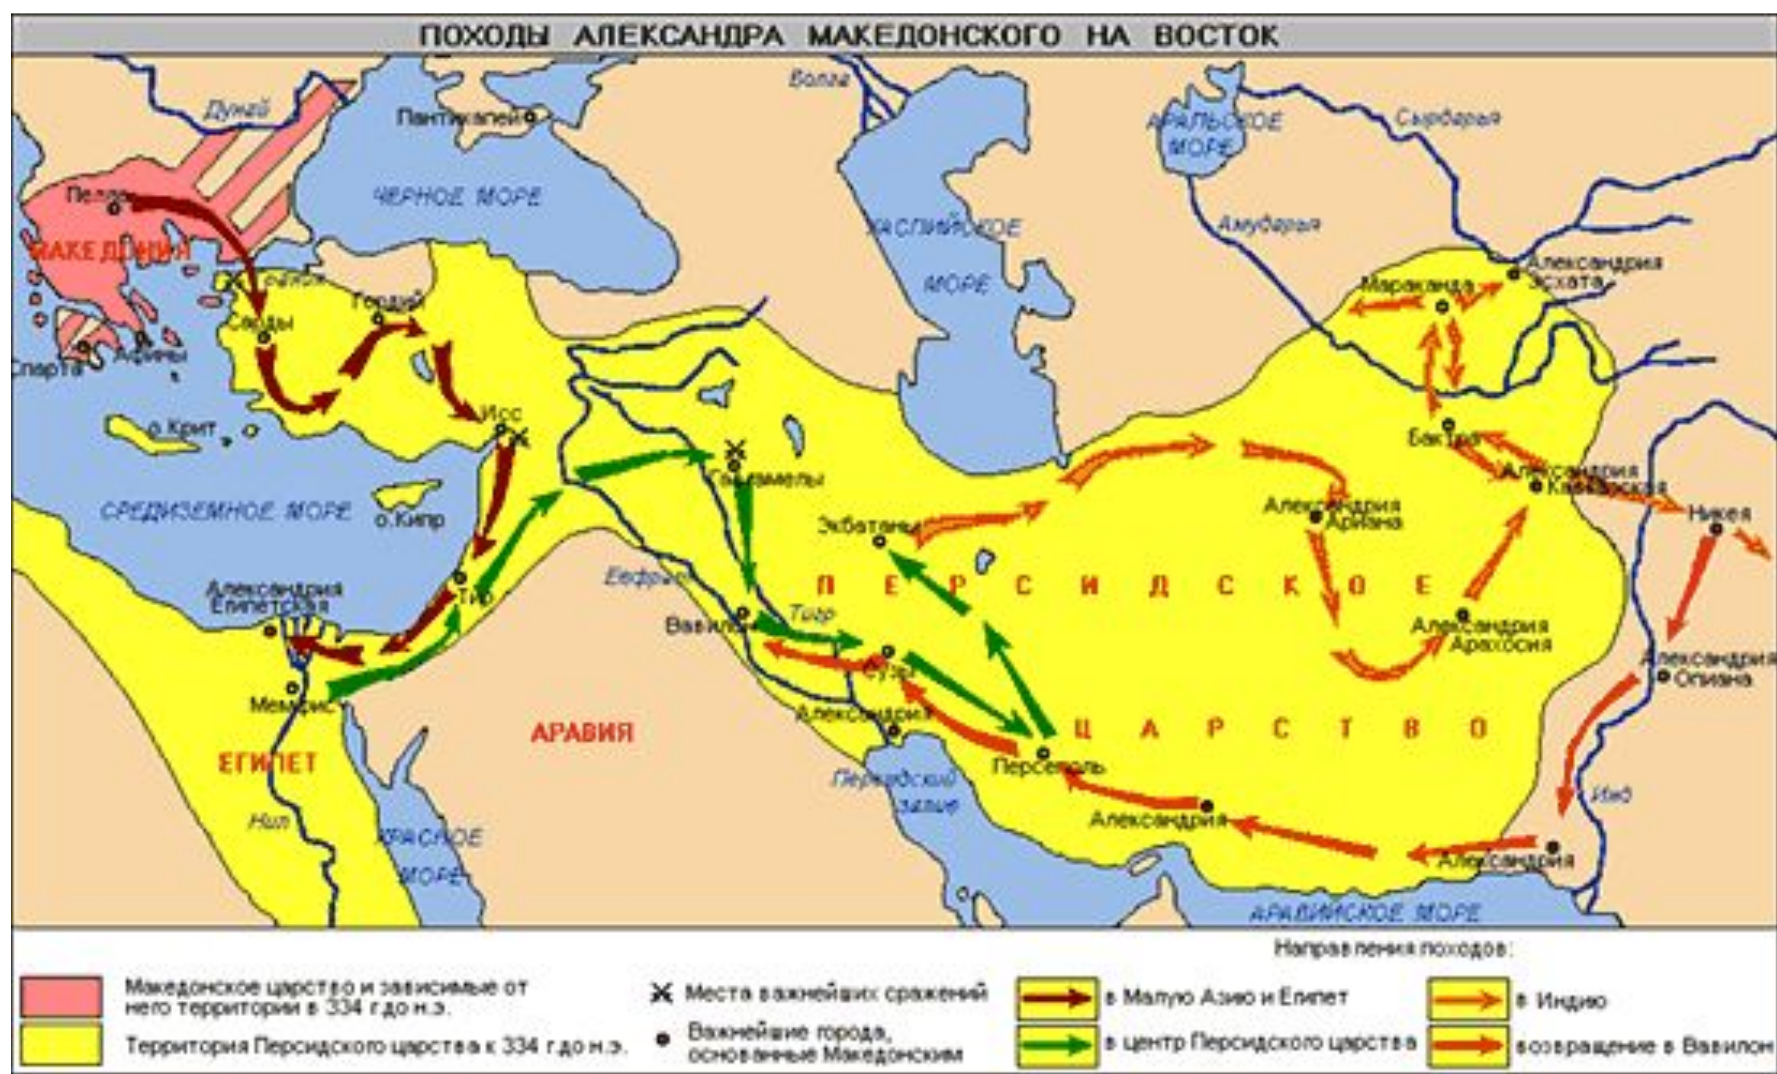 ПОХОДЫ АЛЕКСАНДРА МАКЕДОНСКОГО НА ВОСТОК
Дунай
Волга
Пантикапей
АРАЛЬСКОЕ
МОРЕ
Сырдарья
Пелла
ЧЕРНОЕ МОРЕ
КАСПИЙСКОЕ
МОРЕ
Амударья
МАКЕДОНИЯ
Александрия
Эсхата
Граник
Гордий
Мараканда
Сарды
Спарта
Афины
Исс
о.Крит
Бактра
Гавгамелы
Александрия
Кавказская
СРЕДИЗЕМНОЕ МОРЕ
о.Кипр
Экбатаны
Александрия
Ариана
Никея
Евфрат
ПЕРСИДСКОЕ
Александрия
Египетская
Тир
Вавилон
Тигр
Александрия
Арахосия
Сузы
Александрия
Опиана
Мемфис
АРАВИЯ
Александрия
ЦАРСТВО
ЕГИПЕТ
Персеполь
Персидский
залив
Инд
Нил
КРАСНОЕ
МОРЕ
Александрия
Александрия
АРАВИЙСКОЕ МОРЕ
Направления походов:
Македонское царство и зависимые от
него территории в 334 г.до н.э.
Территория Персидского царства к 334 г.до н.э.
Места важнейших сражений
Важнейшие города,
основанные Македонским
в Малую Азию и Египет
в центр Персидского царства
в Индию
возвращение в Вавилон